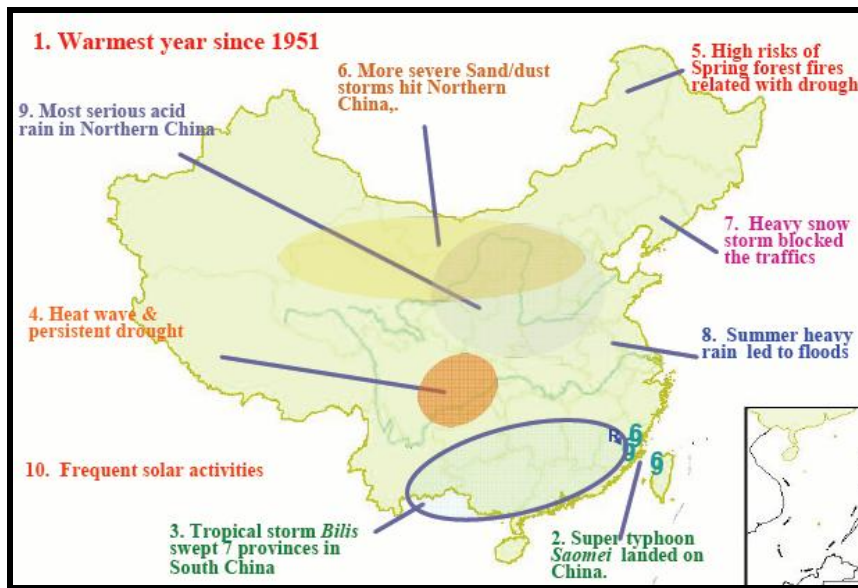 1. Warmest year since 1951
5. High risks of
Spring forest fires
related with drough
6. More severe Sand/dust
storms hit Northern
China,.
9. Most serious acid
rain in Northern China
7. Heavy snow
storm blocked
the traffics
4. Heat wave &
persistent drought
8. Summer heavy
rain led to floods
10. Frequent solar activities
3. Tropical storm Bilis
swept 7 provinces in
South China
2. Super typhoon
Saomei landed on
China.